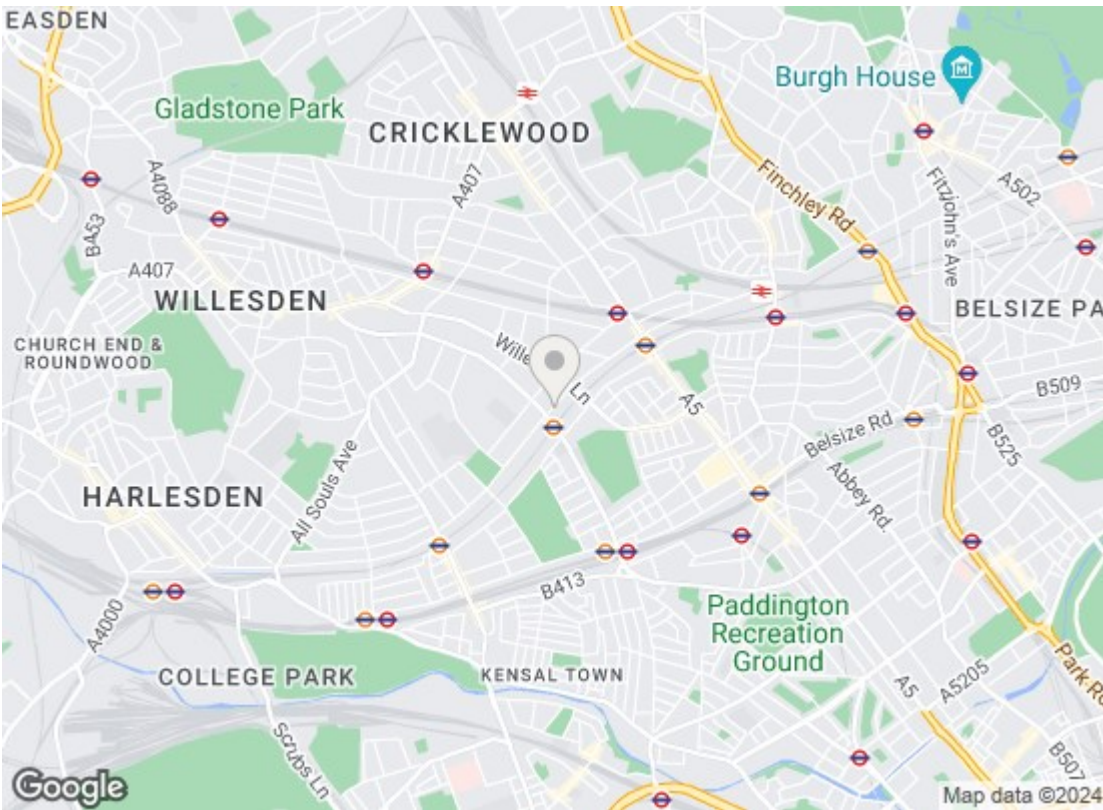 EASDEN
Burgh House
Gladstone Park
CRICKLEWOOD
A4088
A407
Finchley Rd
Fitzjohn's Ave
A502
B453
A407
WILLESDEN
BELSIZE PA
CHURCH END &
ROUNDWOOD
Wille
Ln
A5
B509
Belsize Rd
B525
Abbey Rd.
HARLESDEN
All Souls Ave
B413
A4000
Paddington
Recreation
Ground
COLLEGE PARK
KENSAL TOWN
Park Ro
A5
A5205
Scrubs Ln
B507
Google
Map data ©2024